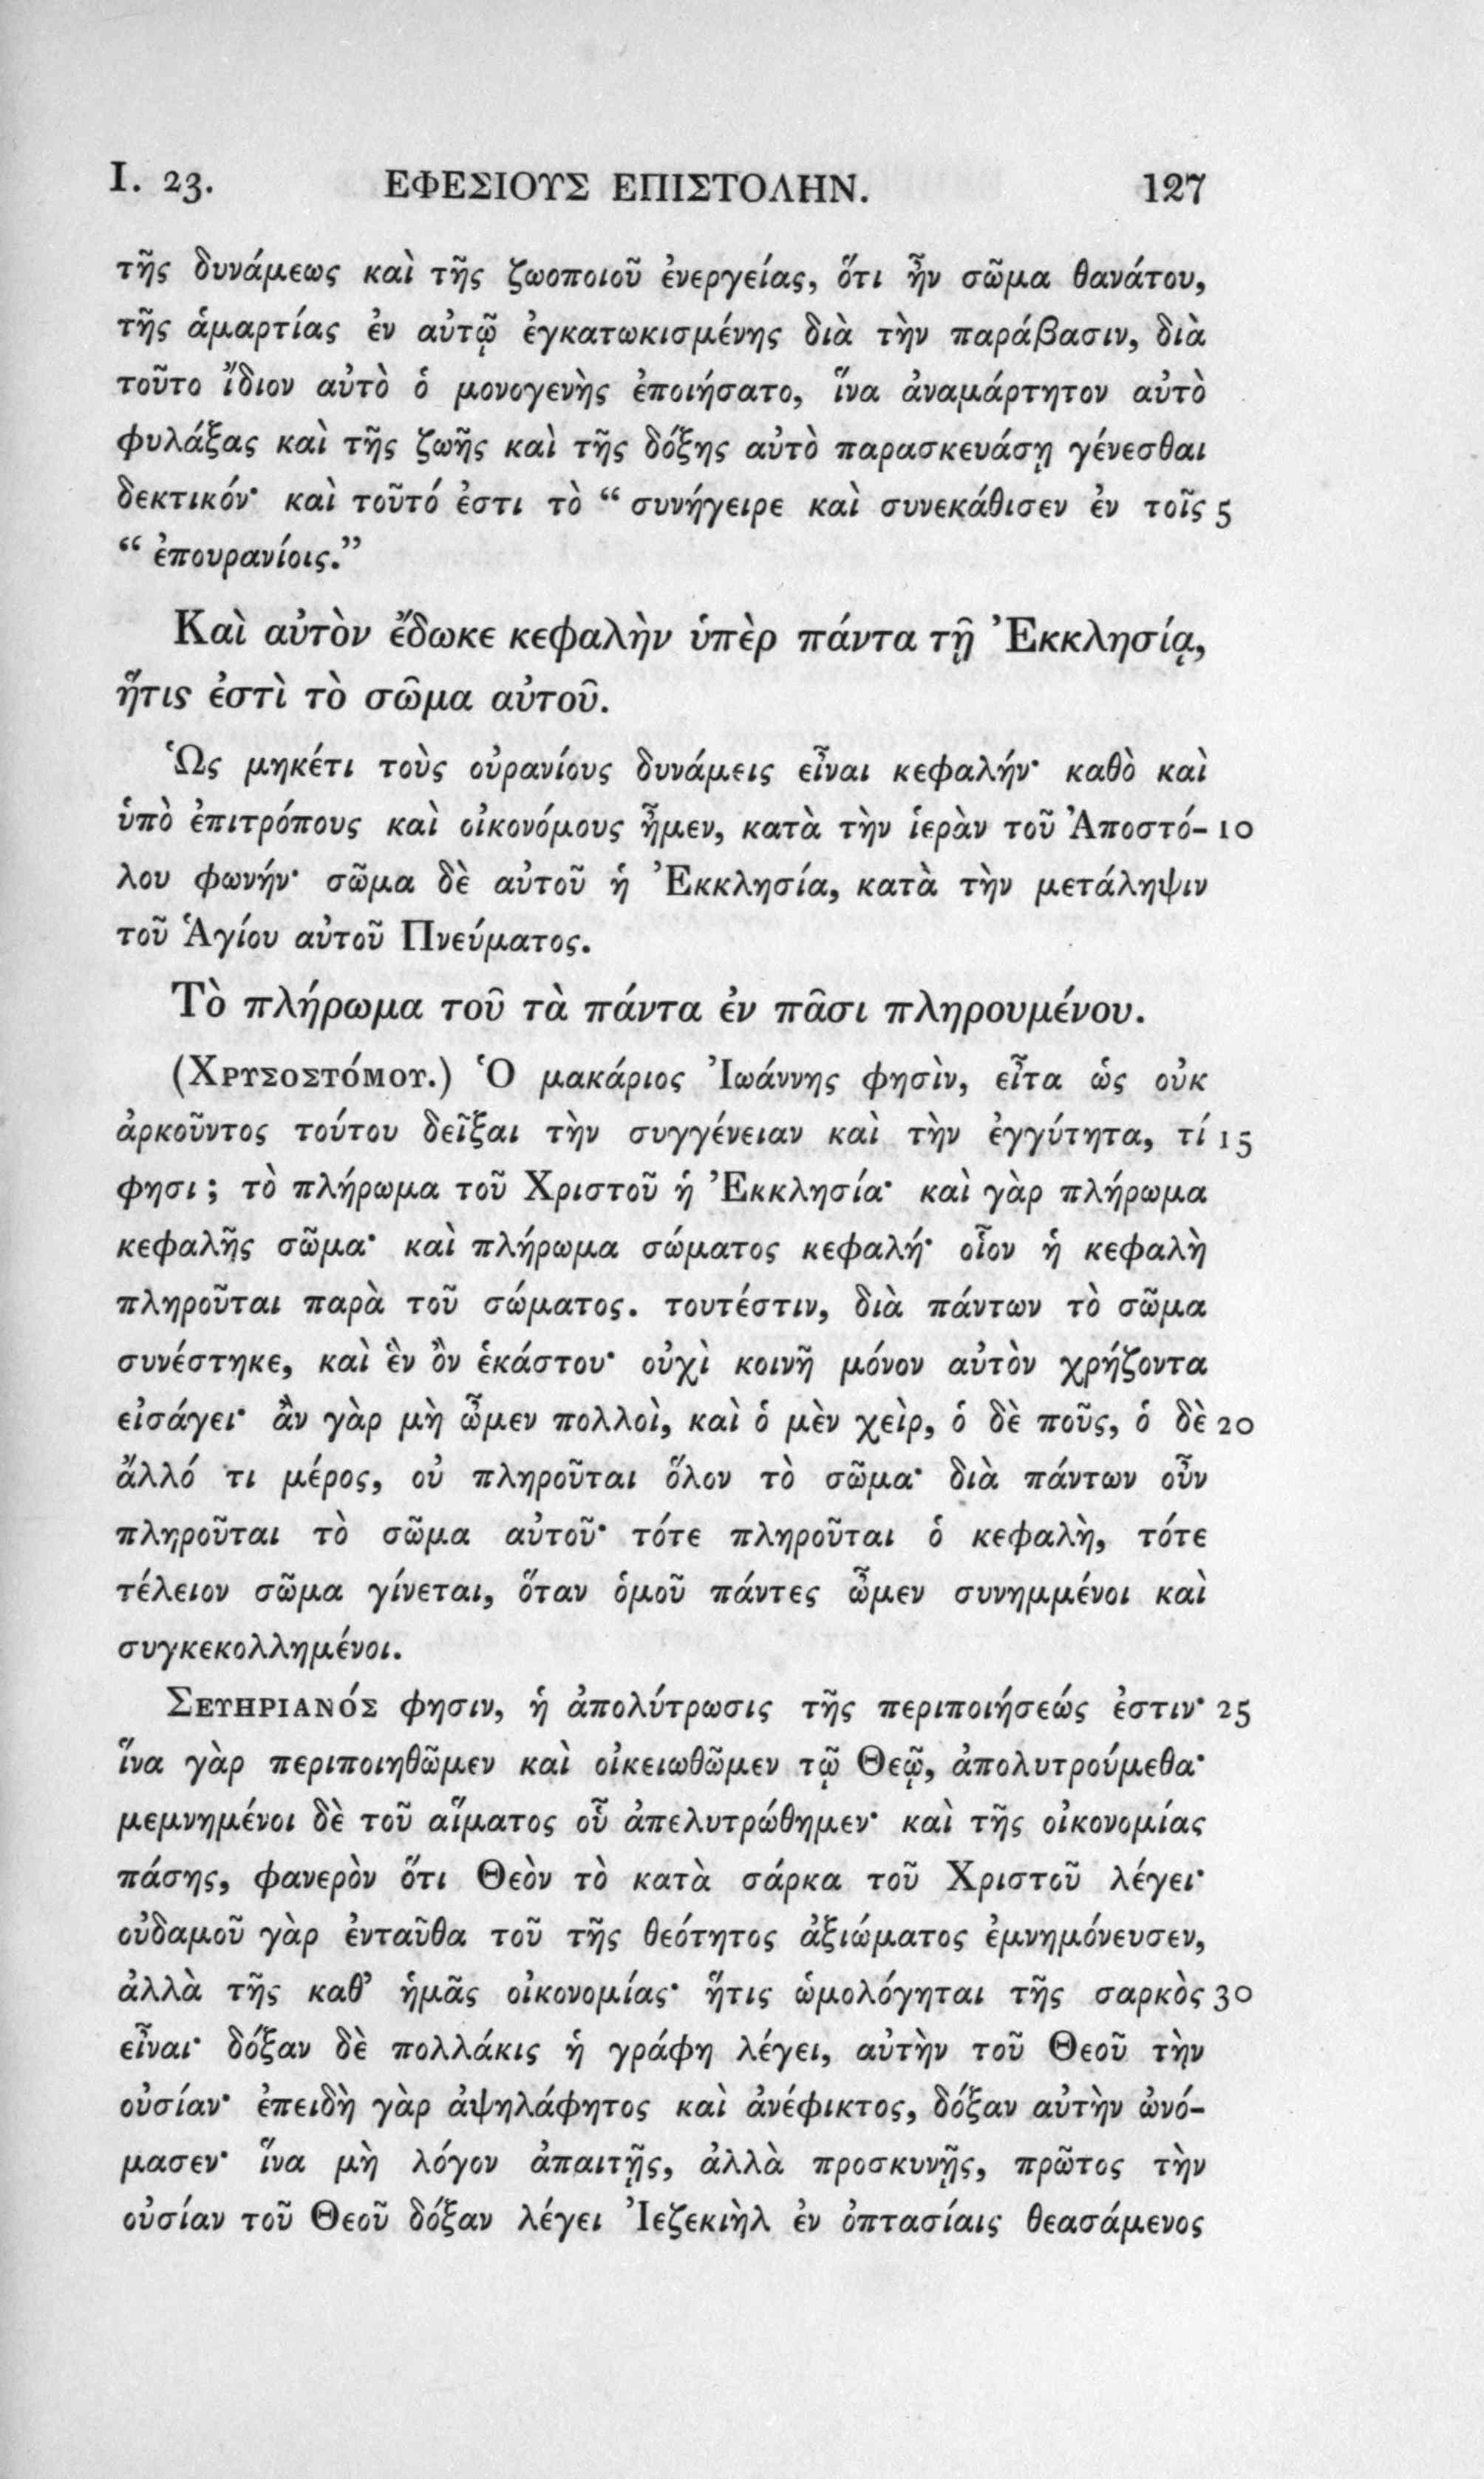 I. 23. ΕΦΕΣΙΟΥΣ ΕΠΙΣΤΟΛΗΝ. 127
τῆς δυνάμεως καὶ τῆς ζωοποιοῦ ἐνεργείας, ὅτι ἦν σῶμα θανάτου,
τῆς ἁμαρτίας ἐν αὐτῷ ἐγκατωκισμένης διὰ τὴν παράβασιν, διὰ
τοῦτο ἴδιον αὐτὸ ὁ μονογενὴς ἐποιήσατο, ἵνα ἀναμάρτητον αὐτὸ
φυλάξας καὶ τῆς ζωῆς καὶ τῆς δόξης αὐτὸ παρασκευάσῃ γένεσθαι
δεκτικόν· καὶ τοῦτό ἐστι τὸ “ συνήγειρε καὶ συνεκάθισεν ἐν τοῖς 5
“ ἐπουρανίοις.”
Καὶ αὐτὸν ἔδωκε κεφαλὴν ὑπὲρ πάντα τῇ Ἐκκλησίᾳ,
ἥτις ἐστὶ τὸ σῶμα αὐτοῦ.
Ὡς μηκέτι τοὺς οὐρανίους δυνάμεις εἶναι κεφαλήν· καθὸ καὶ
ὑπὸ ἐπιτρόπους καὶ οἰκονόμους ἦμεν, κατὰ τὴν ἱερὰν τοῦ Ἀποστό- 10
λου φωνήν· σῶμα δὲ αὐτοῦ ἡ Ἐκκλησία, κατὰ τὴν μετάληψιν
τοῦ Ἁγίου αὐτοῦ Πνεύματος.
Τὸ πλήρωμα τοῦ τὰ πάντα ἐν πᾶσι πληρουμένου.
(Χρυσοστόμου.) Ὁ μακάριος Ἰωάννης φησὶν, εἶτα ὡς οὐκ
ἀρκοῦντος τούτου δεῖξαι τὴν συγγένειαν καὶ τὴν ἐγγύτητα, τί 15
φησι ; τὸ πλήρωμα τοῦ Χριστοῦ ἡ Ἐκκλησία· καὶ γὰρ πλήρωμα
κεφαλῆς σῶμα· καὶ πλήρωμα σώματος κεφαλή· οἷον ἡ κεφαλὴ
πληροῦται παρὰ τοῦ σώματος. τουτέστιν, διὰ πάντων τὸ σῶμα
συνέστηκε, καὶ ἓν ὂν ἑκάστου· οὐχὶ κοινῆ μόνον αὐτὸν χρήζοντα
εἰσάγει· ἂν γὰρ μὴ ὦμεν πολλοὶ, καὶ ὁ μὲν χεὶρ, ὁ δὲ ποῦς, ὁ δὲ 20
ἄλλό τι μέρος, οὐ πληροῦται ὅλον τὸ σῶμα· διὰ πάντων οὖν
πληροῦται τὸ σῶμα αὐτοῦ· τότε πληροῦται ὁ κεφαλὴ, τότε
τέλειον σῶμα γίνεται, ὅταν ὁμοῦ πάντες ὦμεν συνημμένοι καὶ
συγκεκολλημένοι.
Σευηριανός φησιν, ἡ ἀπολύτρωσις τῆς περιποιήσεώς ἐστιν· 25
ἵνα γὰρ περιποιηθῶμεν καὶ οἰκειωθῶμεν τῷ Θεῷ, ἀπολυτρούμεθα·
μεμνημένοι δὲ τοῦ αἵματος οὗ ἀπελυτρώθημεν· καὶ τῆς οἰκονομίας
πάσης, φανερὸν ὅτι Θεὸν τὸ κατὰ σάρκα τοῦ Χριστοῦ λέγει·
οὐδαμοῦ γὰρ ἐνταῦθα τοῦ τῆς θεότητος ἀξιώματος ἐμνημόνευσεν,
ἀλλὰ τῆς καθ’ ἡμᾶς οἰκονομίας· ἥτις ὡμολόγηται τῆς σαρκὸς 30
εἶναι· δόξαν δὲ πολλάκις ἡ γράφη λέγει, αὐτὴν τοῦ Θεοῦ τὴν
οὐσίαν· ἐπειδὴ γὰρ ἀψηλάφητος καὶ ἀνέφικτος, δόξαν αὐτὴν ὠνό-
μασεν· ἵνα μὴ λόγον ἀπαιτῇς, ἀλλὰ προσκυνῇς, πρῶτος τὴν
οὐσίαν τοῦ Θεοῦ δόξαν λέγει Ἰεζεκιὴλ ἐν ὀπτασίαις θεασάμενος